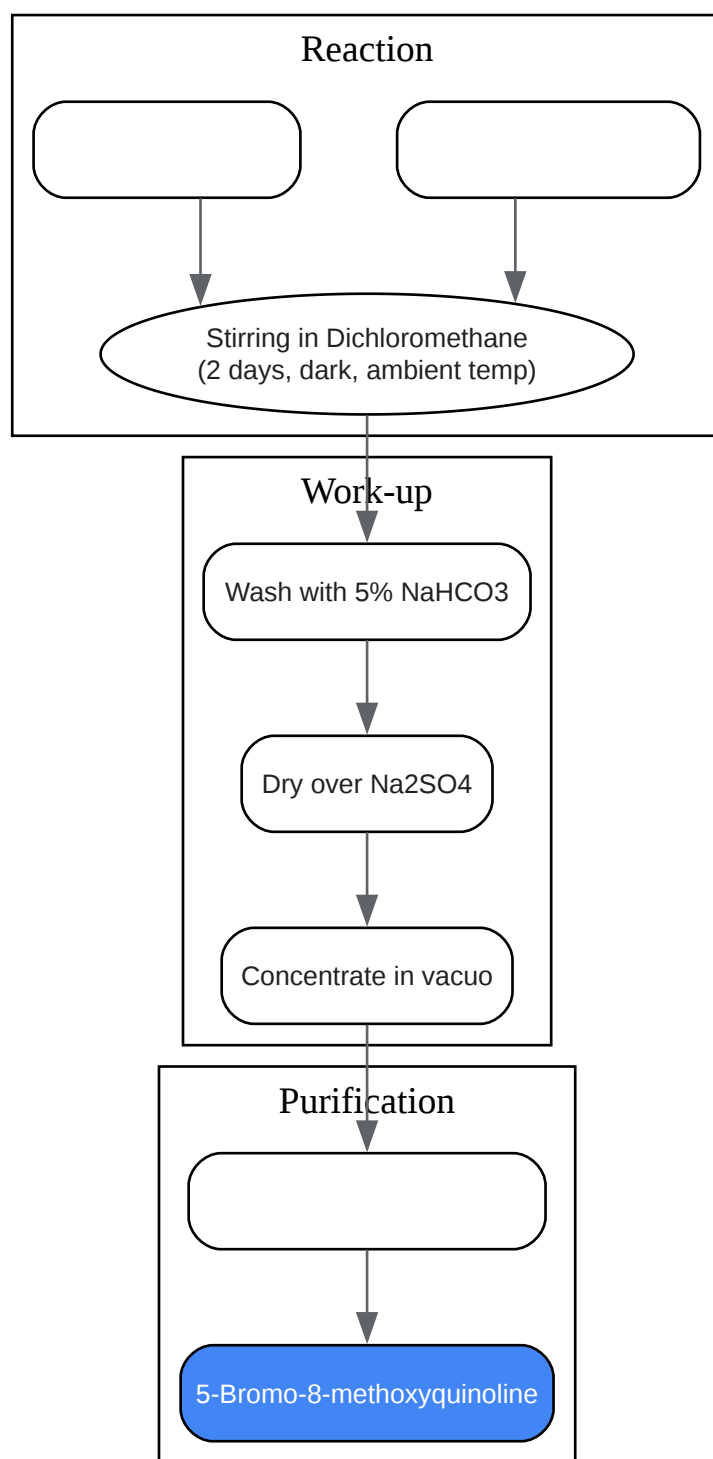 Reaction
Stirring in Dichloromethane
(2 days, dark, ambient temp)
Work-up
Wash with 5% NaHCO3
Dry over Na2SO4
Concentrate in vacuo
Purification
5-Bromo-8-methoxyquinoline